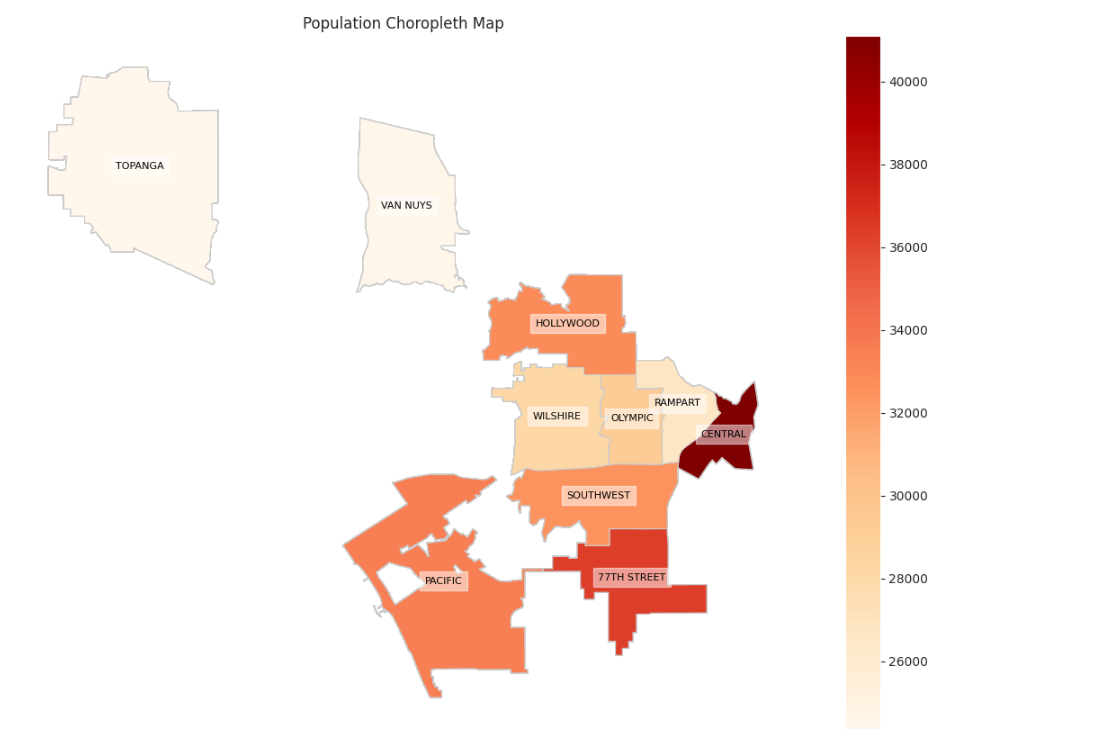 Population Choropleth Map
TOPANGA
VAN NUYS
HOLLYWOOD
RAMPART
WILSHIRE
OLYMPIC
CENTRAL
SOUTHWEST
77TH STREET
PACIFIC
40000
38000
36000
34000
32000
30000
28000
26000